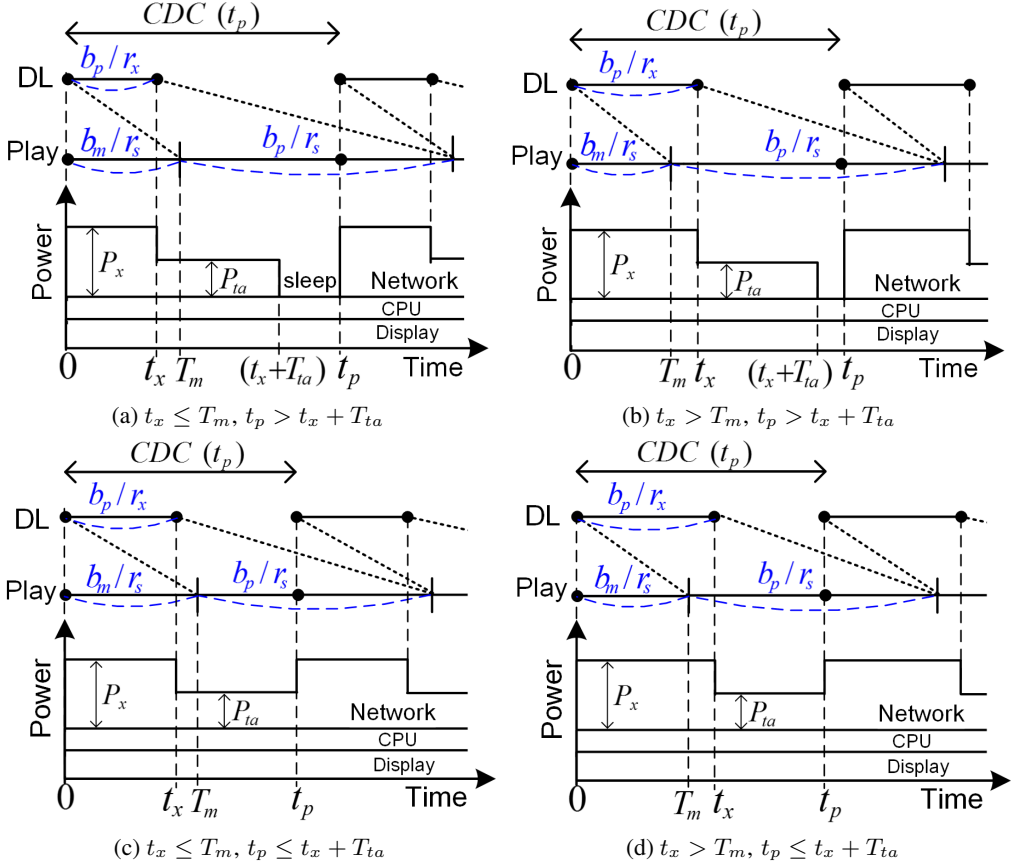 CDC (t_p)
b_p / r_x
DL
b_m / r_s
b_p / r_s
Play
Power
P_x
P_ta
sleep
Network
CPU
Display
0 t_x T_m (t_x+T_ta) t_p Time
(a) t_x ≤ T_m, t_p > t_x + T_ta
CDC (t_p)
b_p / r_x
DL
b_m / r_s
b_p / r_s
Play
Power
P_x
P_ta
Network
CPU
Display
0 T_m t_x (t_x+T_ta) t_p Time
(b) t_x > T_m, t_p > t_x + T_ta
CDC (t_p)
b_p / r_x
DL
b_m / r_s
b_p / r_s
Play
Power
P_x
P_ta
Network
CPU
Display
0 t_x T_m t_p Time
(c) t_x ≤ T_m, t_p ≤ t_x + T_ta
CDC (t_p)
b_p / r_x
DL
b_m / r_s
b_p / r_s
Play
Power
P_x
P_ta
Network
CPU
Display
0 T_m t_x t_p Time
(d) t_x > T_m, t_p ≤ t_x + T_ta